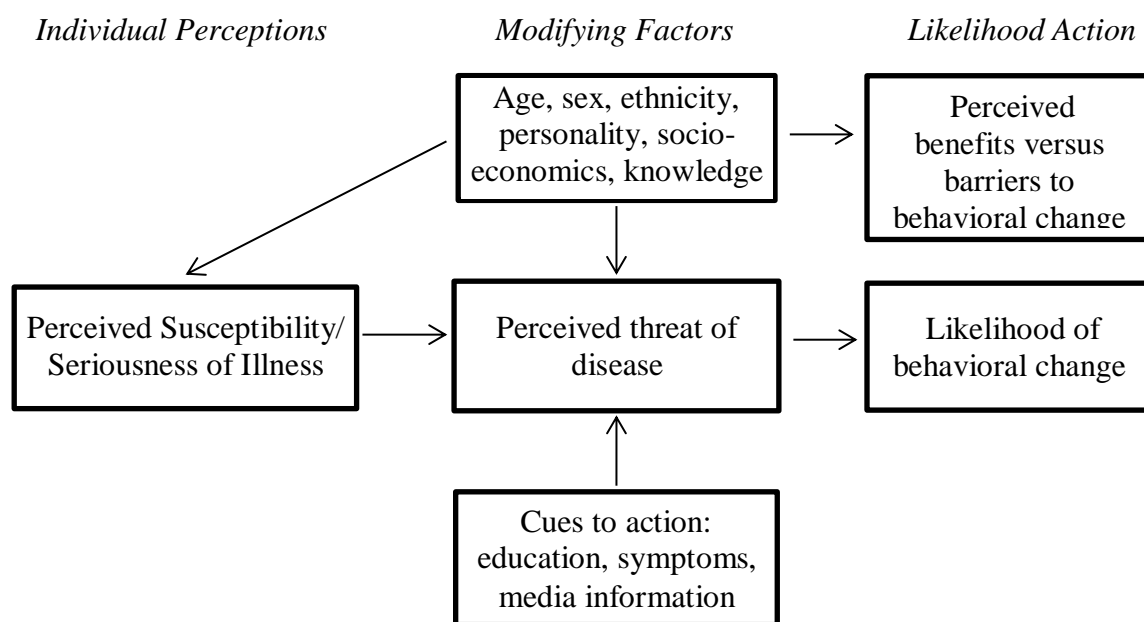 Individual Perceptions
Modifying Factors
Likelihood Action
Age, sex, ethnicity,
personality, socio-
economics, knowledge
Perceived
benefits versus
barriers to
behavioral change
Perceived Susceptibility/
Seriousness of Illness
Perceived threat of
disease
Likelihood of
behavioral change
Cues to action:
education, symptoms,
media information